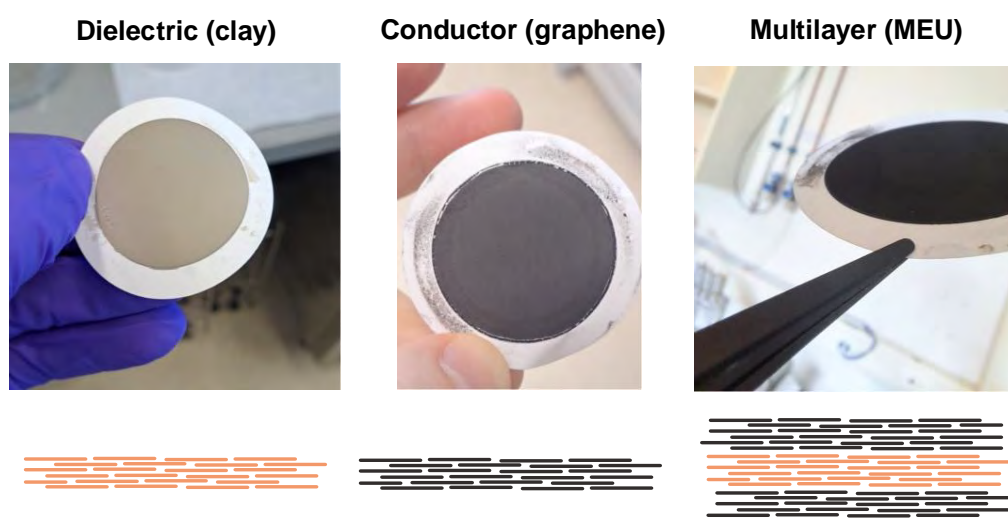 Dielectric (clay)
Conductor (graphene)
Multilayer (MEU)